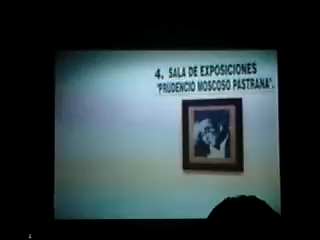 4. SALA DE EXPOSICIONES
"PRUDENCIO MOSCOSO PASTRANA".